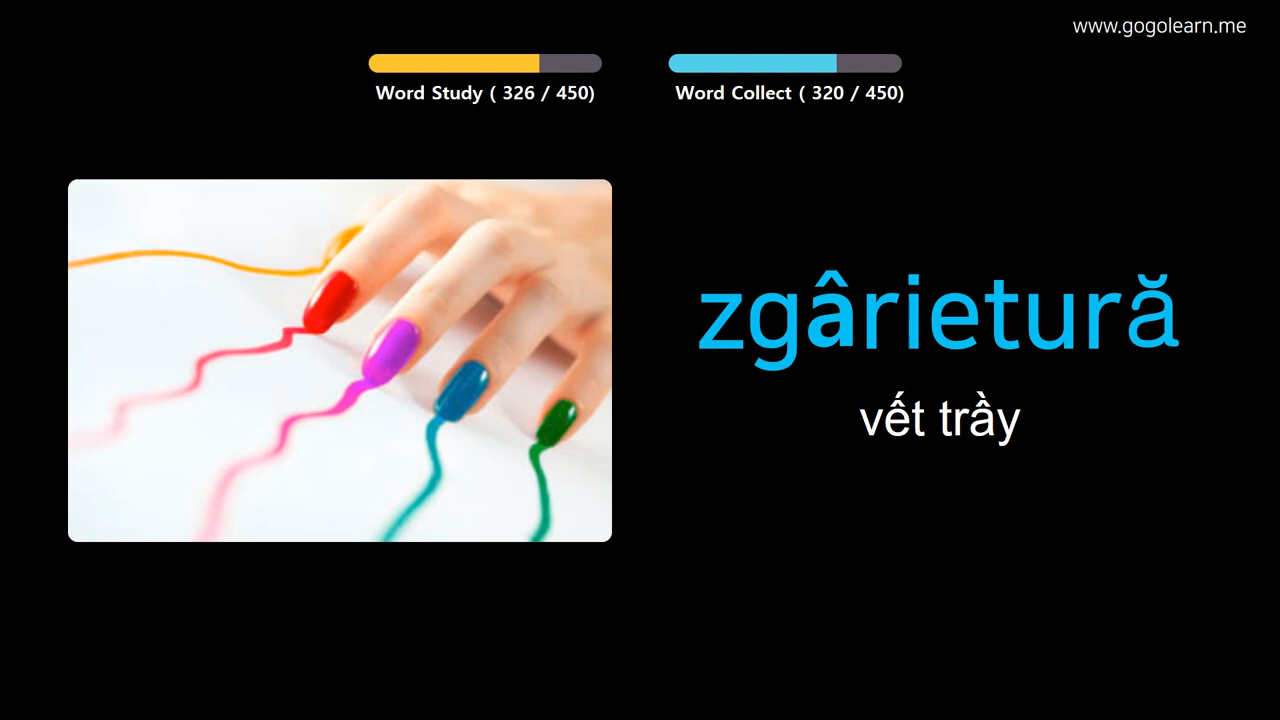 www.gogolearn.me
Word Study ( 326 / 450)
Word Collect ( 320 / 450)
zgârietură
vết trầy